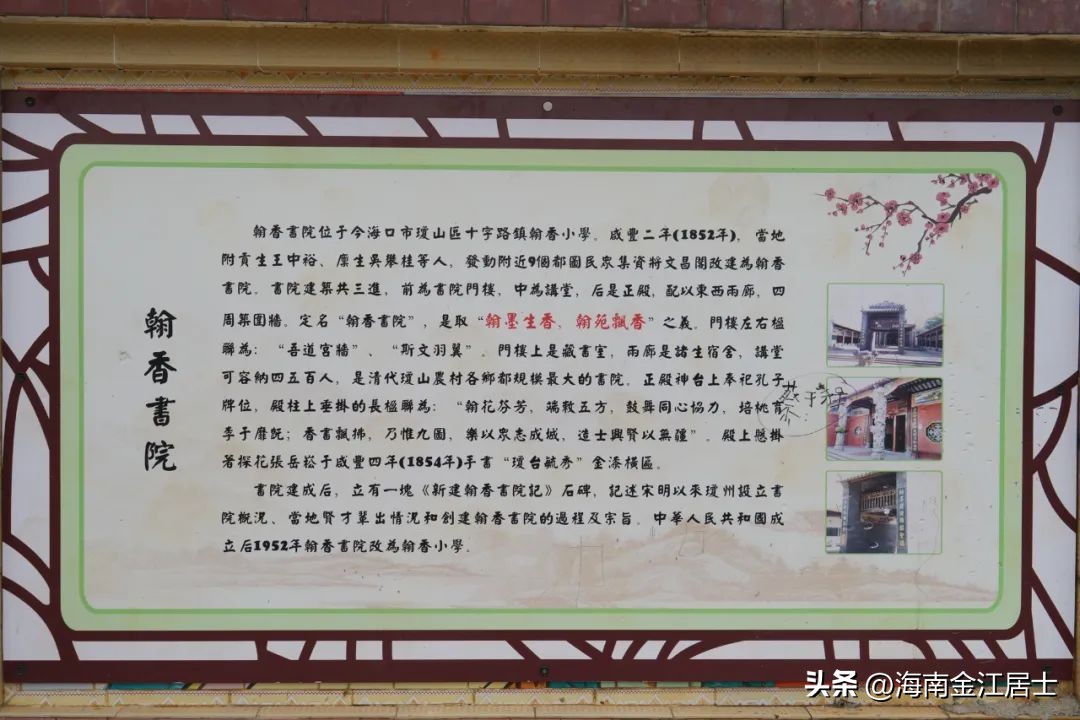 翰香書院
翰香書院位于今海口市瓊山區十字路鎮翰香小學。咸豐二年(1852年)，當地
附貢生王中裕、廩生吳攀桂等人，發動附近9個都圖民眾集資將文昌閣改建為翰香
書院。書院建築共三進，前為書院門樓，中為講堂，后是正殿，配以東西兩廊，四
周築圍牆。定名“翰香書院”，是取“翰墨生香，翰苑飄香”之義。門樓左右楹
聯為：“吾道宮牆”、“斯文羽翼”。門樓上是藏書室，兩廊是諸生宿舍，講堂
可容納四五百人，是清代瓊山農村各鄉都規模最大的書院。正殿神台上奉祀孔子
牌位，殿柱上垂掛的長楹聯為：“翰花芬芳，端教五方，鼓舞同心協力，培桃育
李于靡既；香書飄拂，乃惟九圖，樂以眾志成城，造士興賢以無疆”。殿上懸掛
著探花張岳崧于咸豐四年(1854年)手書“瓊台毓秀”金漆橫區。
書院建成后，立有一塊《新建翰香書院記》石碑，記述宋明以來瓊州設立書
院概況、當地賢才輩出情況和創建翰香書院的過程及宗旨。中華人民共和國成
立后1952年翰香書院改為翰香小學。
头条 @海南金江居士